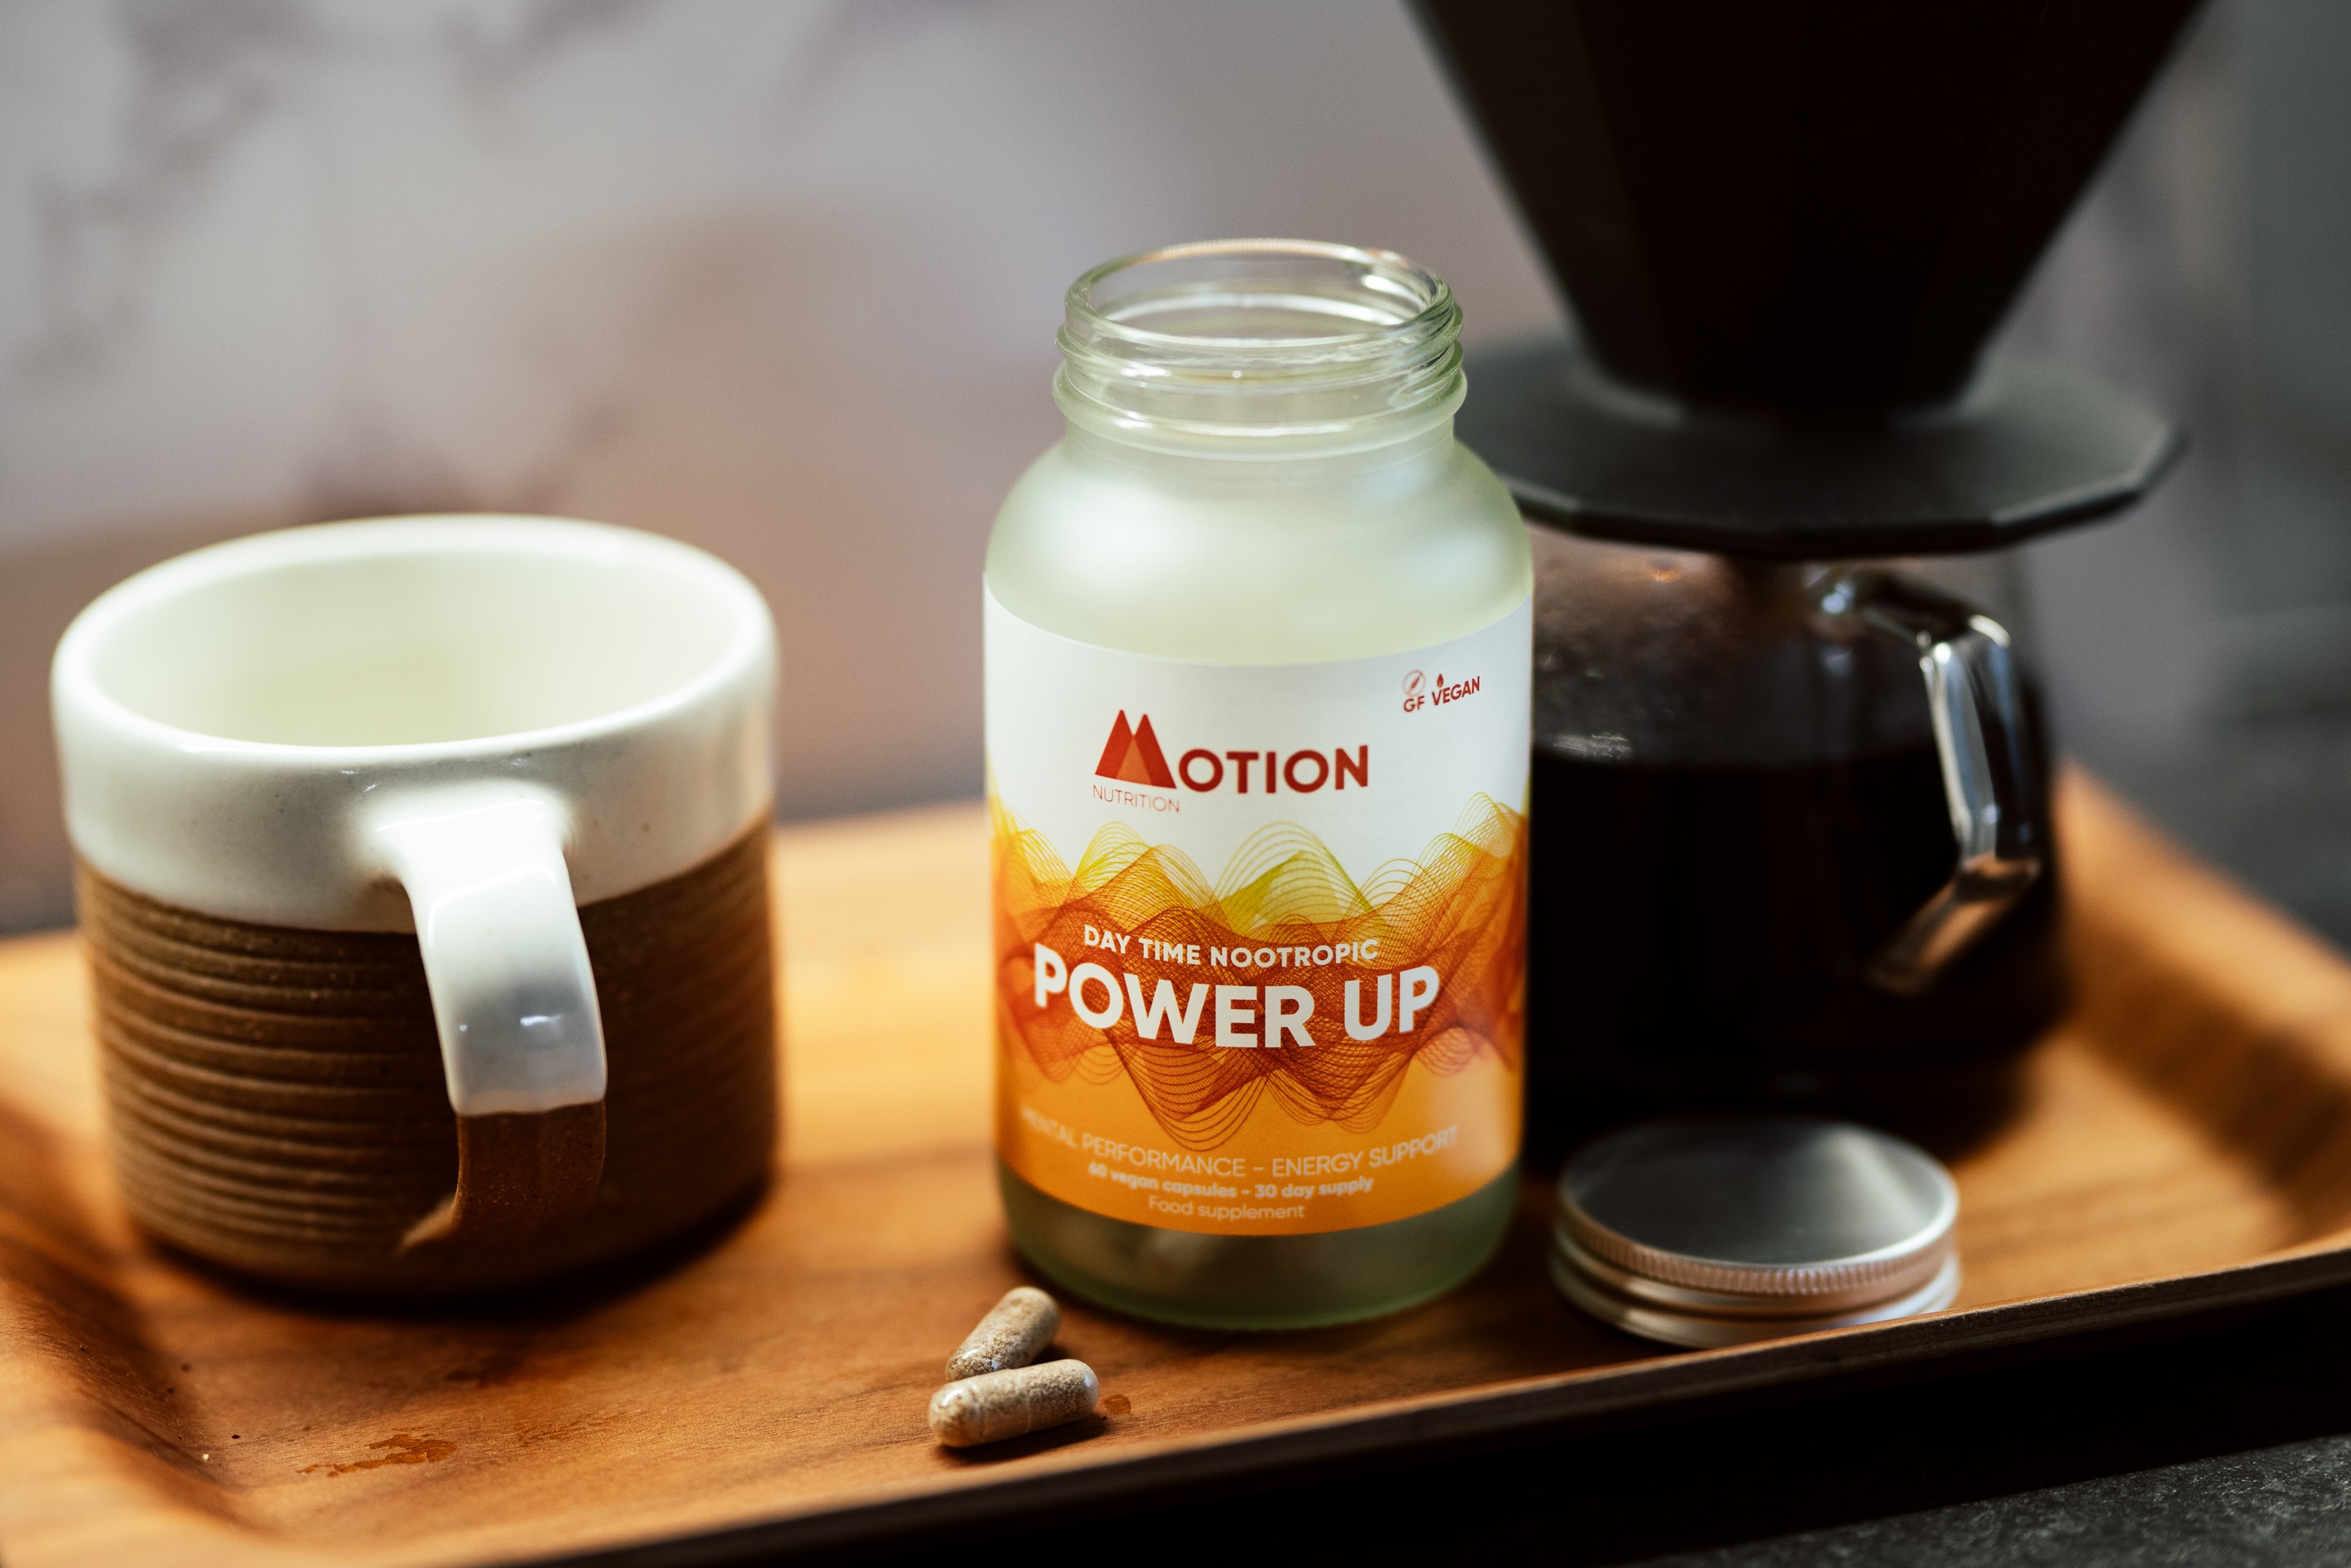 GF VEGAN
MOTION
NUTRITION
DAY TIME NOOTROPIC
POWER UP
MENTAL PERFORMANCE - ENERGY SUPPORT
60 vegan capsules - 30 day supply
Food supplement